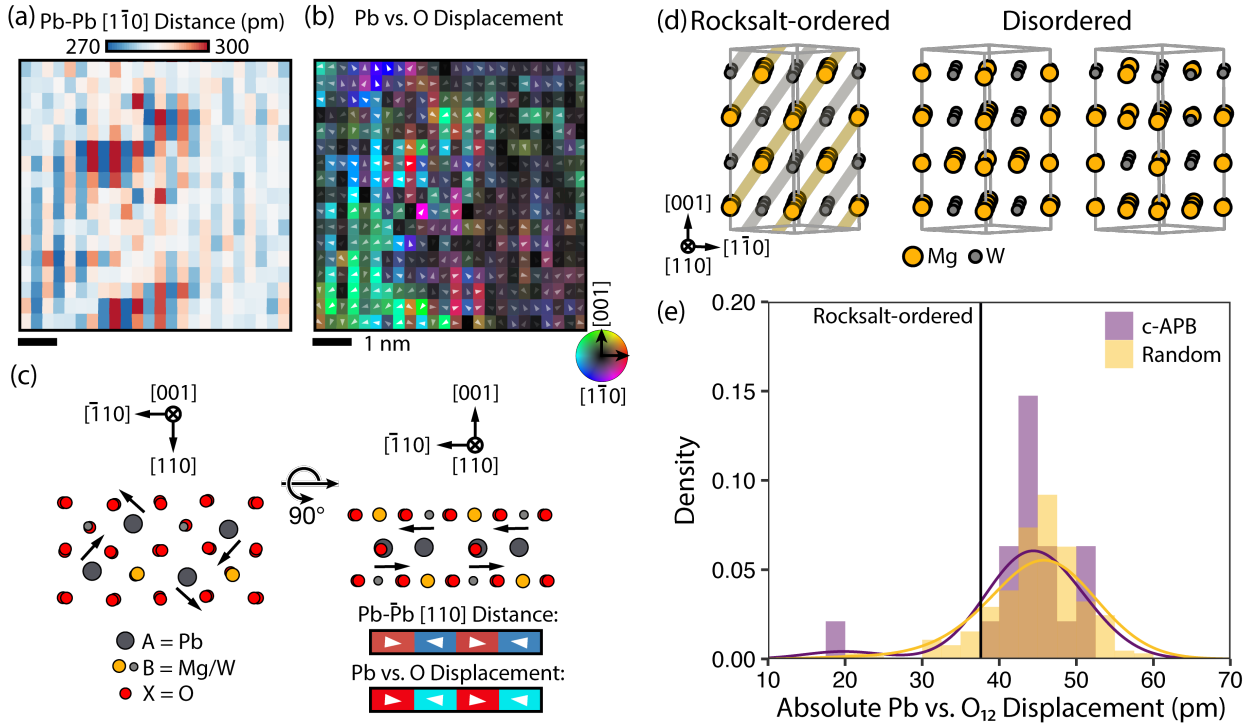 (a) Pb-Pb [11̄0] Distance (pm)
270 300
(b) Pb vs. O Displacement
1 nm
[001]
[11̄0]
(c)
[001]
[1̄10]
[110]
90°
[001]
[1̄10]
[110]
A = Pb
B = Mg/W
X = O
Pb-P̄b [110] Distance:
Pb vs. O Displacement:
(d) Rocksalt-ordered Disordered
[001]
[11̄0]
[110]
Mg W
(e)
Rocksalt-ordered
c-APB
Random
Density
0.20
0.15
0.10
0.05
0.00
10 20 30 40 50 60 70
Absolute Pb vs. O₁₂ Displacement (pm)